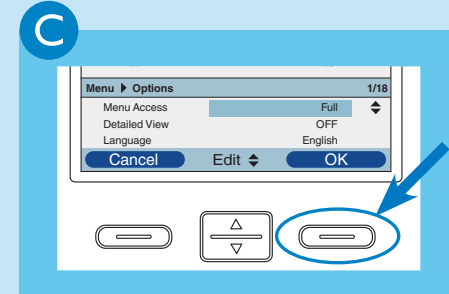 C
Menu ▶ Options 1/18
Menu Access Full
Detailed View OFF
Language English
Cancel Edit OK